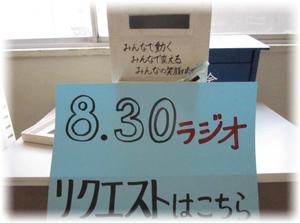 みんなで動く
みんなで変える
みんなの笑顔
8.30ラジオ
リクエストはこちら